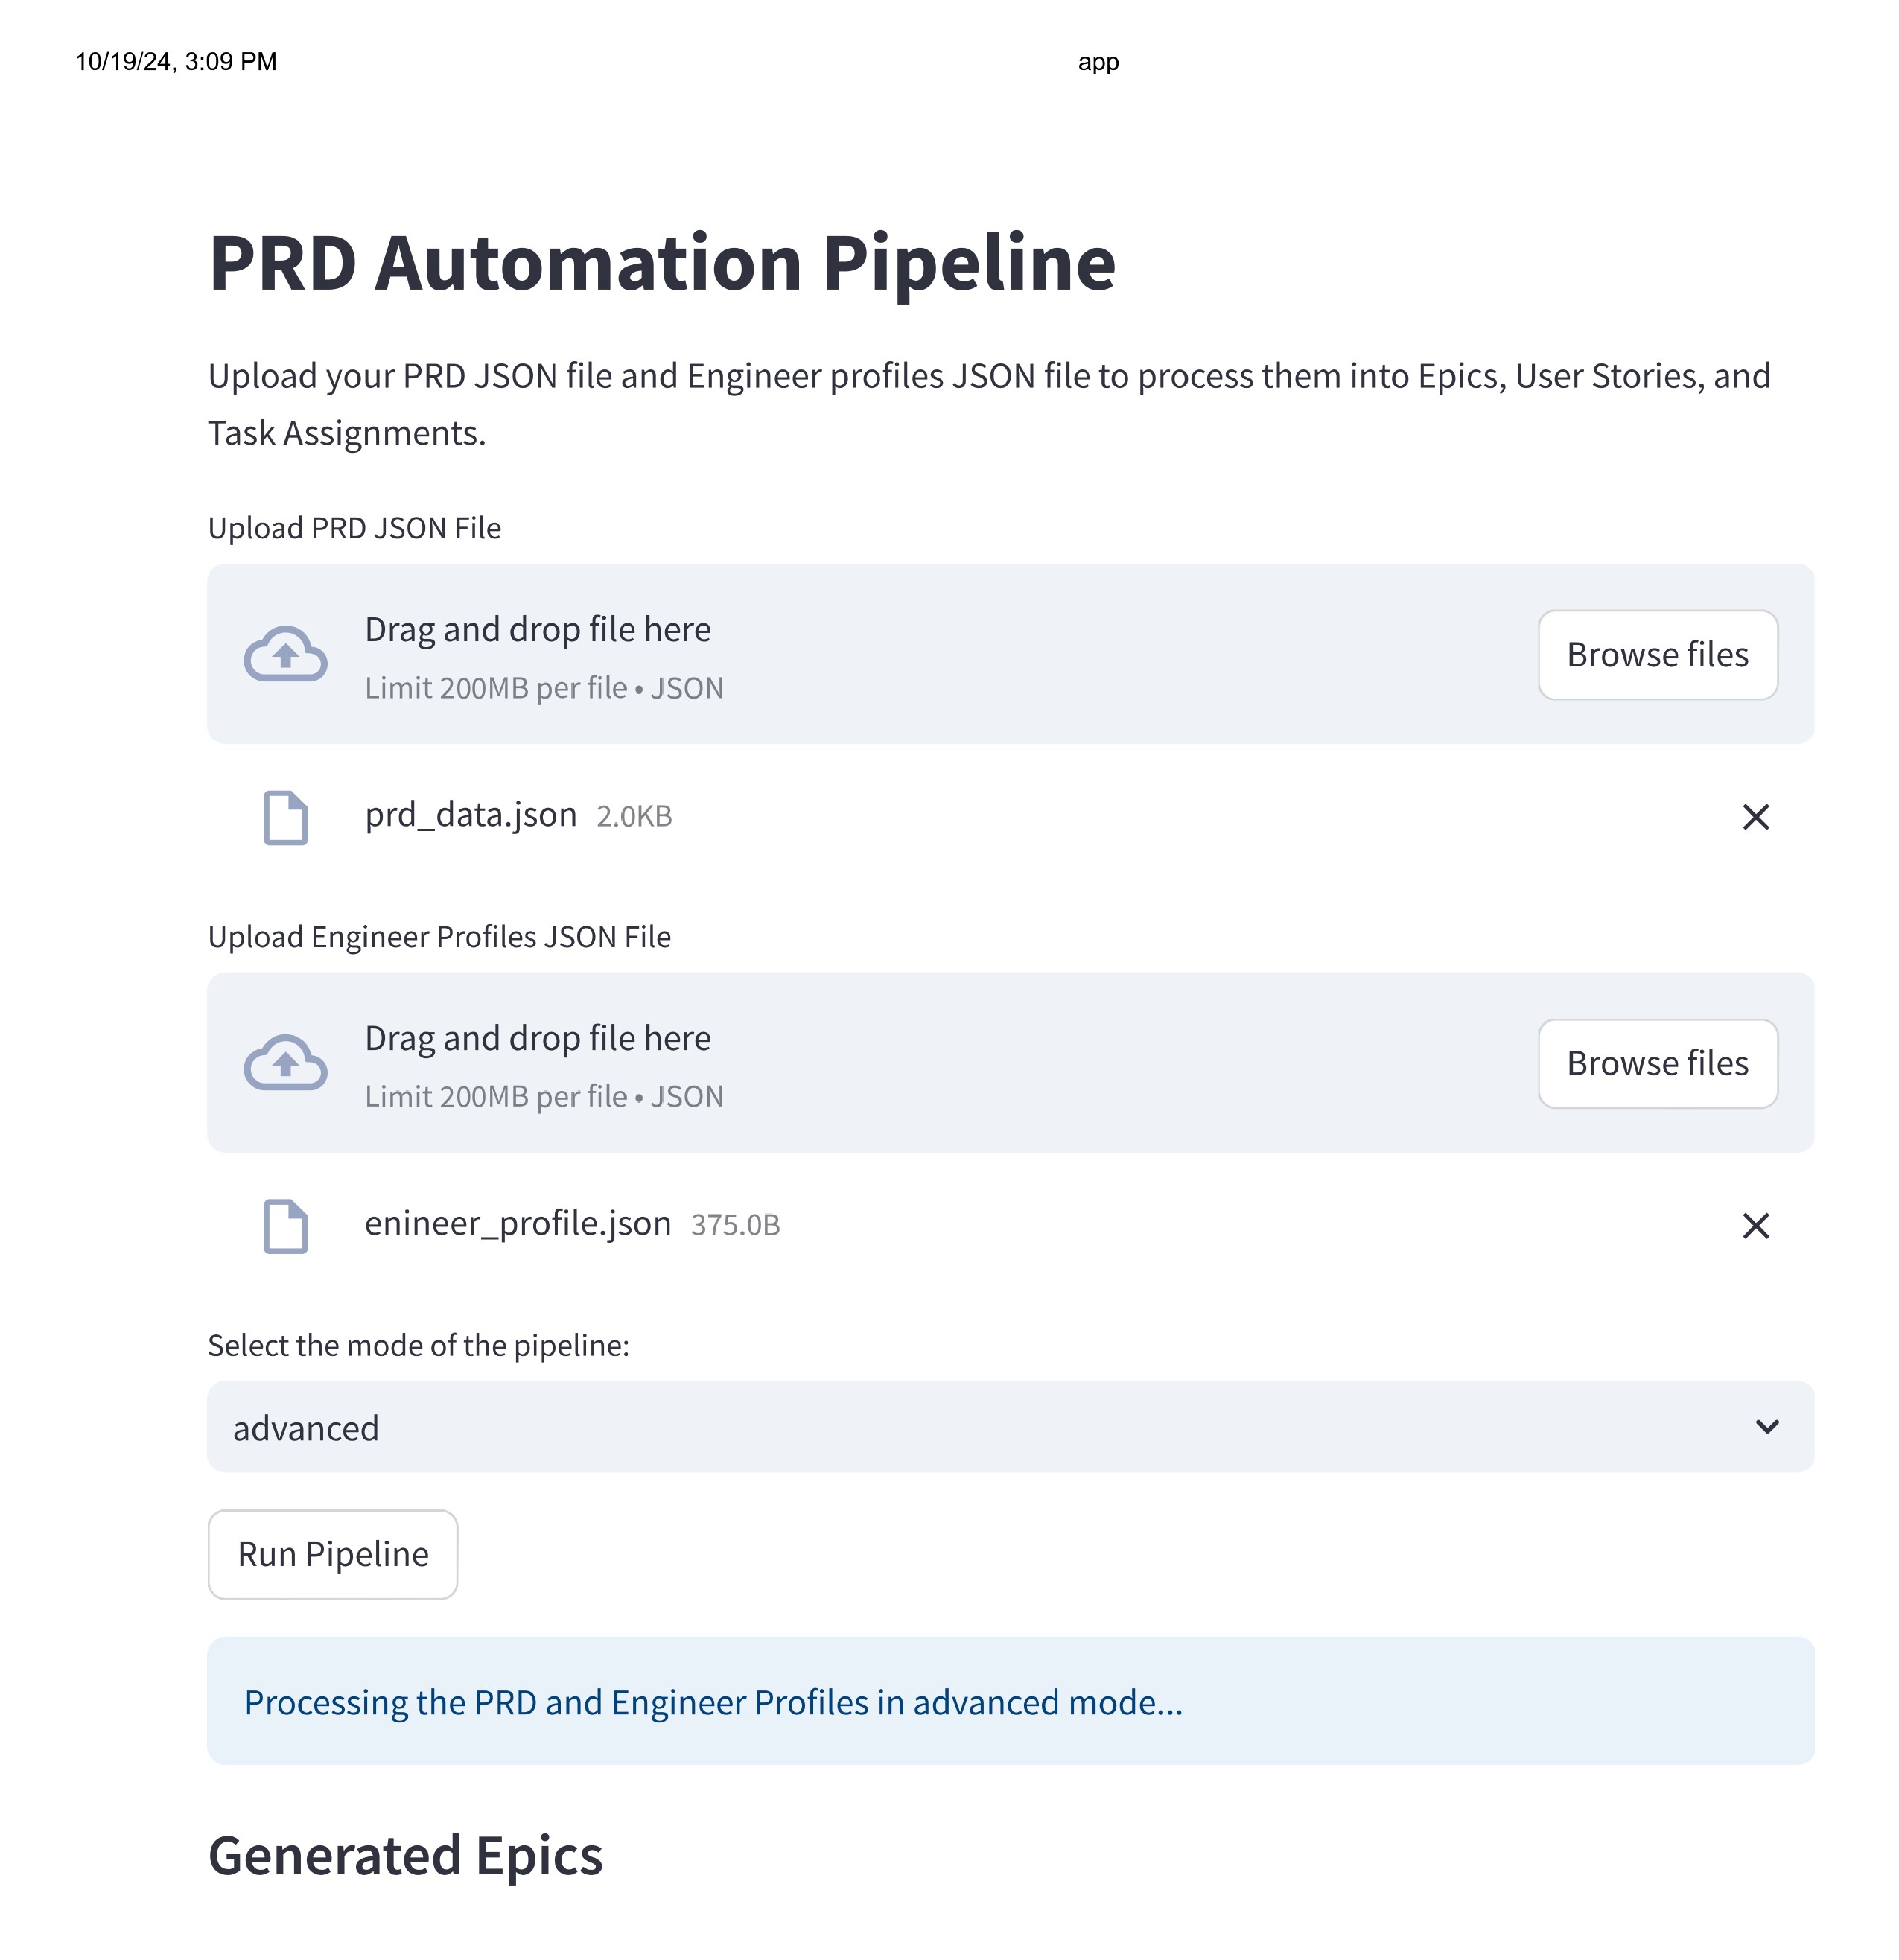 10/19/24, 3:09 PM
app
PRD Automation Pipeline
Upload your PRD JSON file and Engineer profiles JSON file to process them into Epics, User Stories, and
Task Assignments.
Upload PRD JSON File
Drag and drop file here
Limit 200MB per file • JSON
Browse files
prd_data.json 2.0KB
Upload Engineer Profiles JSON File
Drag and drop file here
Limit 200MB per file • JSON
Browse files
enineer_profile.json 375.0B
Select the mode of the pipeline:
advanced
Run Pipeline
Processing the PRD and Engineer Profiles in advanced mode...
Generated Epics